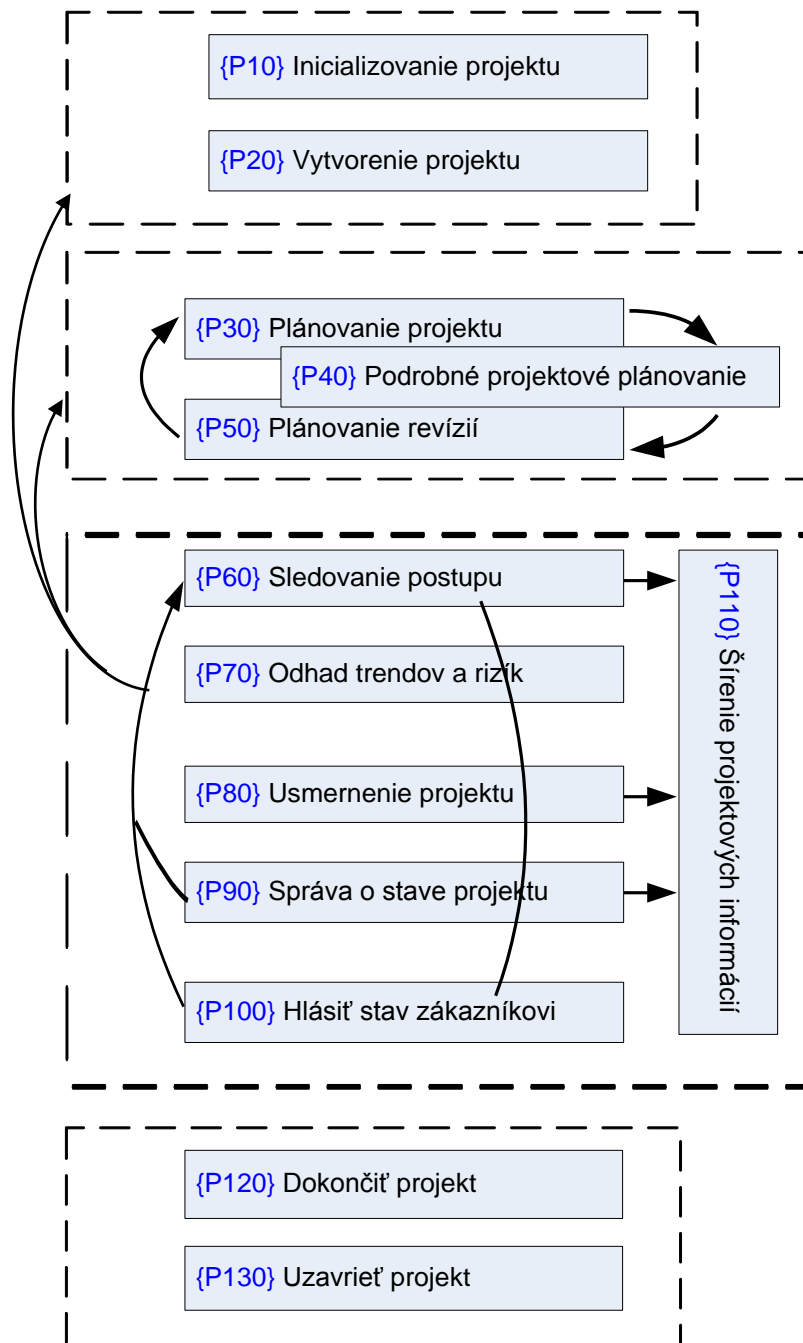 {P10} Inicializovanie projektu
{P20} Vytvorenie projektu
{P30} Plánovanie projektu
{P40} Podrobné projektové plánovanie
{P50} Plánovanie revízií
{P60} Sledovanie postupu
{P110} Šírenie projektových informácií
{P70} Odhad trendov a rizík
{P80} Usmernenie projektu
{P90} Správa o stave projektu
{P100} Hlásiť stav zákazníkovi
{P120} Dokončiť projekt
{P130} Uzavrieť projekt